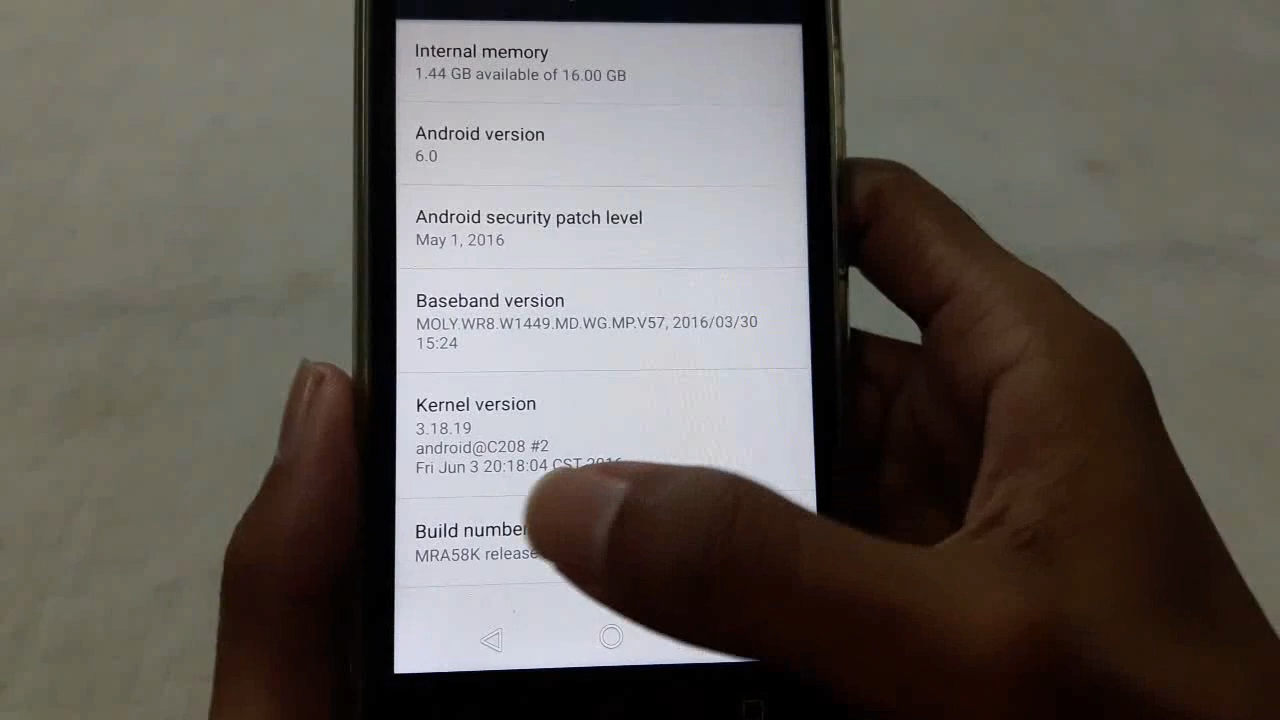 Internal memory
1.44 GB available of 16.00 GB
Android version
6.0
Android security patch level
May 1, 2016
Baseband version
MOLY.WR8.W1449.MD.WG.MP.V57, 2016/03/30
15:24
Kernel version
3.18.19
android@C208 #2
Fri Jun 3 20:18:04 CST 2016
Build number
MRA58K release